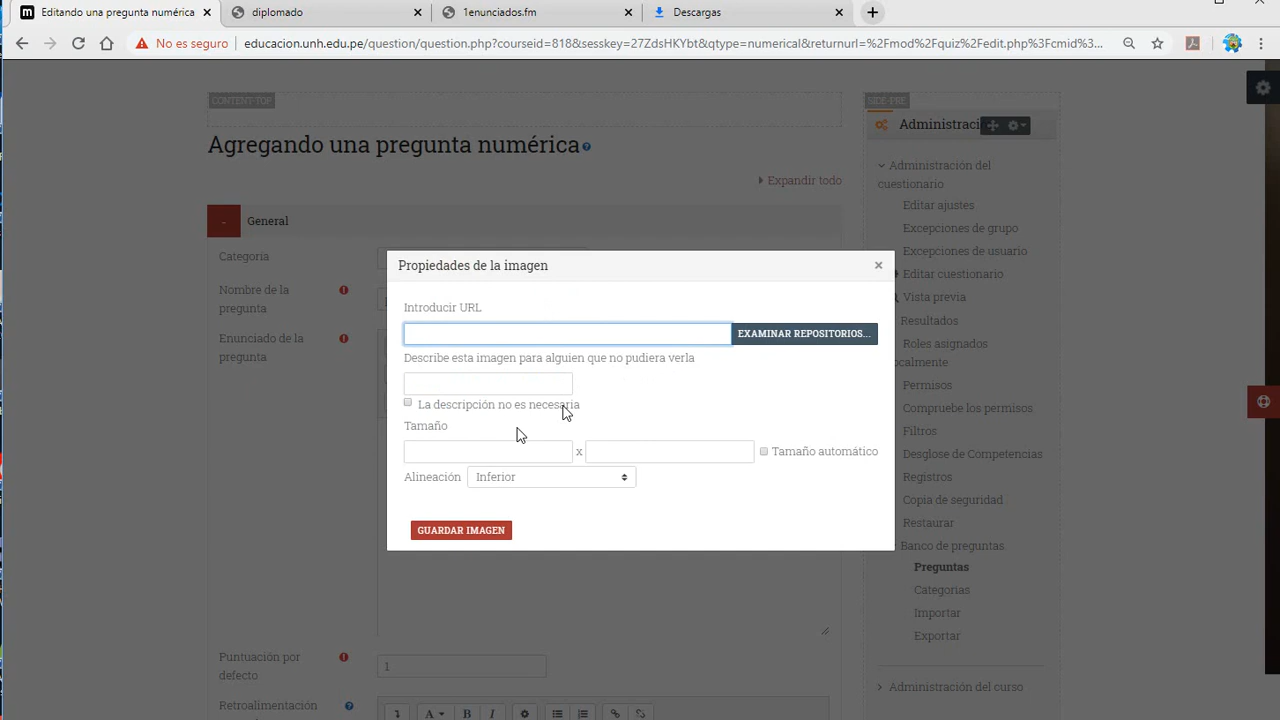 Editando una pregunta numérica
diplomado
1enunciados.fm
Descargas
No es seguro
educacion.unh.edu.pe/question/question.php?courseid=818&sesskey=27ZdsHKYbt&qtype=numerical&returnurl=%2Fmod%2Fquiz%2Fedit.php%3Fcmid%3...
CONTENT-TOP
SIDE-PRE
Agregando una pregunta numérica
Administraci
Expandir todo
Administración del
cuestionario
Editar ajustes
- General
Excepciones de grupo
Categoría
Excepciones de usuario
Propiedades de la imagen
Editar cuestionario
Nombre de la
pregunta
Vista previa
Introducir URL
Resultados
EXAMINAR REPOSITORIOS...
Enunciado de la
pregunta
Roles asignados
localmente
Describe esta imagen para alguien que no pudiera verla
Permisos
La descripción no es necesaria
Compruebe los permisos
Tamaño
Filtros
x
Tamaño automático
Desglose de Competencias
Alineación
Inferior
Registros
Copia de seguridad
Restaurar
GUARDAR IMAGEN
Banco de preguntas
Preguntas
Categorías
Importar
Exportar
Puntuación por
defecto
1
Administración del curso
Retroalimentación
A
B
I